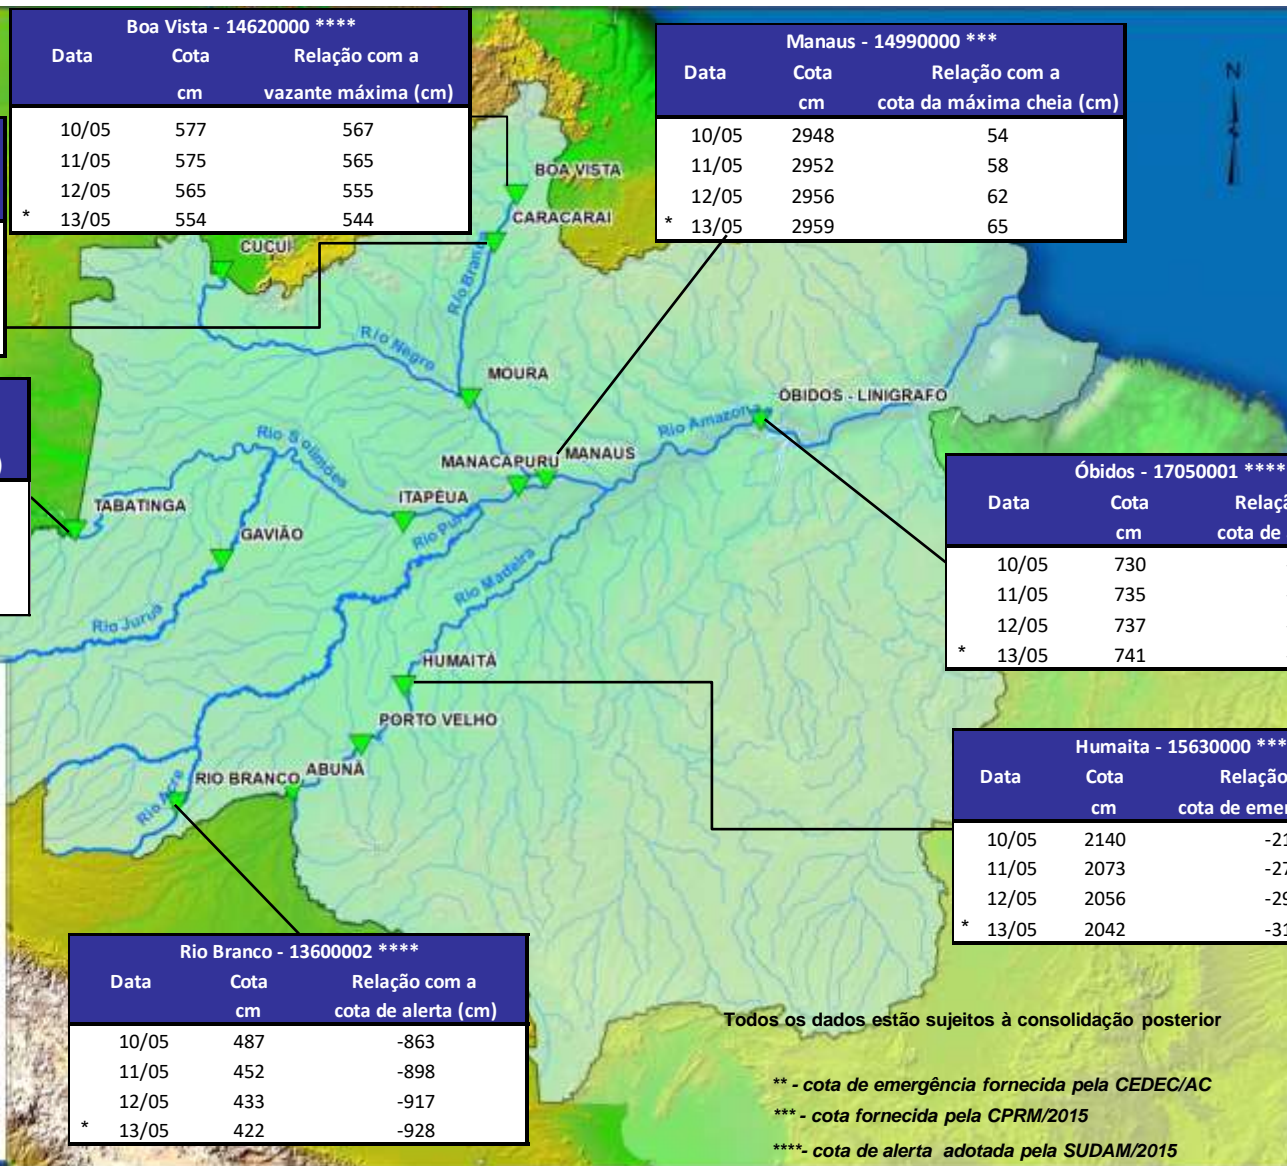 Boa Vista - 14620000 ****
Data Cota Relação com a
cm vazante máxima (cm)
10/05 577 567
11/05 575 565
12/05 565 555
* 13/05 554 544
Manaus - 14990000 ***
Data Cota Relação com a
cm cota da máxima cheia (cm)
10/05 2948 54
11/05 2952 58
12/05 2956 62
* 13/05 2959 65
N
BOA VISTA
CARACARAI
CUCUI
Rio Branco
Rio Negro
MOURA
ÓBIDOS - LINIGRAFO
Rio Amazonas
Rio Solimões
MANACAPURU
MANAUS
)
TABATINGA
ITAPÉUA
GAVIÃO
Rio Purus
Rio Madeira
Rio Juruá
Óbidos - 17050001 ****
Data Cota
cm cota de
10/05 730
11/05 735
12/05 737
* 13/05 741
HUMAITÁ
PORTO VELHO
ABUNÃ
RIO BRANCO
Rio Acre
Humaita - 15630000 ***
Data Cota Relação
cm
10/05 2140 -21
11/05 2073 -27
12/05 2056 -29
* 13/05 2042 -31
Rio Branco - 13600002 ****
Data Cota Relação com a
cm cota de alerta (cm)
10/05 487 -863
11/05 452 -898
12/05 433 -917
* 13/05 422 -928
Todos os dados estão sujeitos à consolidação posterior
** - cota de emergência fornecida pela CEDEC/AC
*** - cota fornecida pela CPRM/2015
****- cota de alerta adotada pela SUDAM/2015